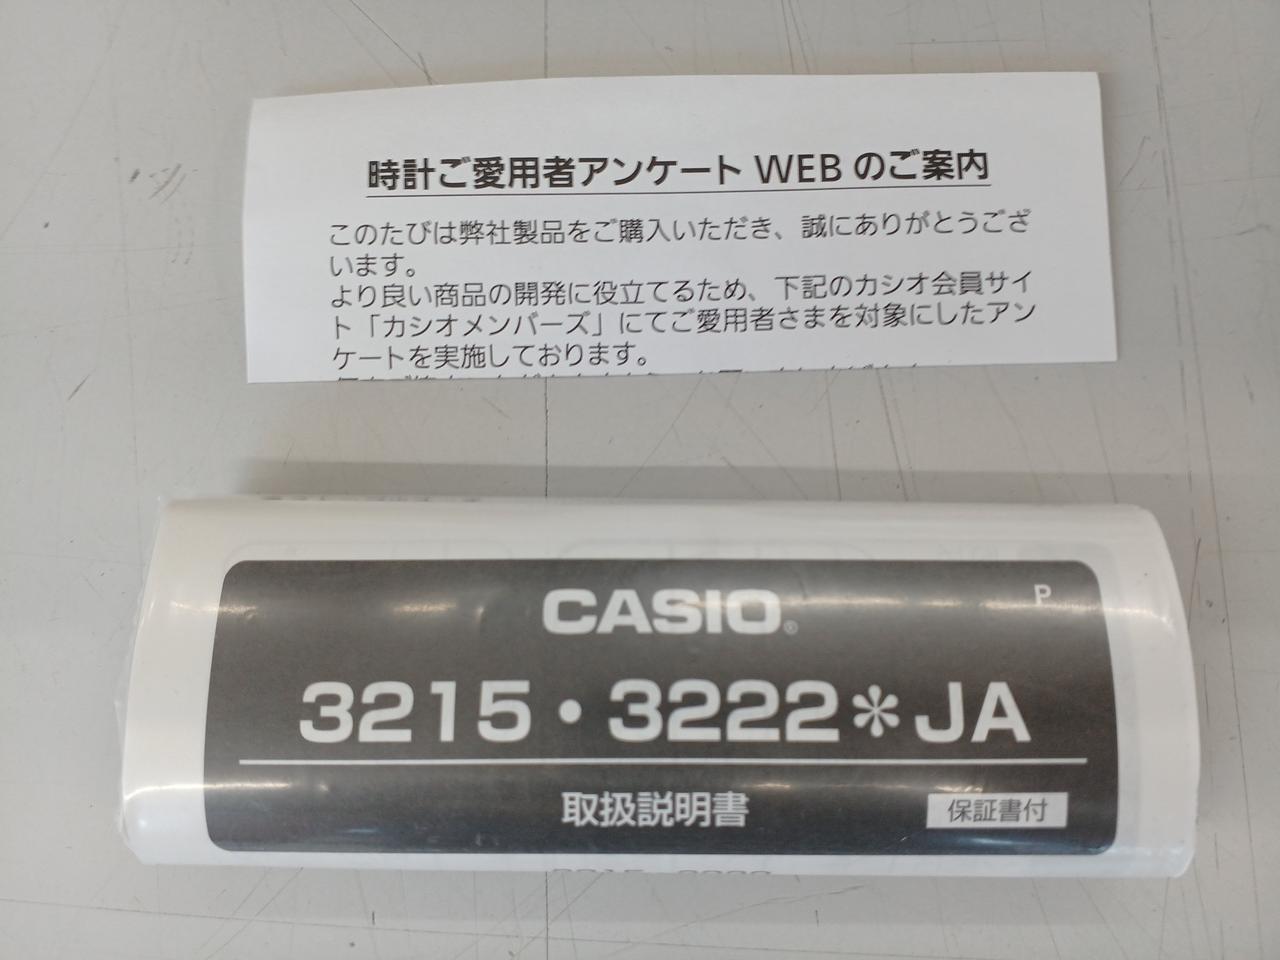 時計ご愛用者アンケート WEB のご案内
このたびは弊社製品をご購入いただき、誠にありがとうござ
います。
より良い商品の開発に役立てるため、下記のカシオ会員サイ
ト「カシオメンバーズ」にてご愛用者さまを対象にしたアン
ケートを実施しております。
CASIO®
P
3215・3222＊JA
取扱説明書
保証書付